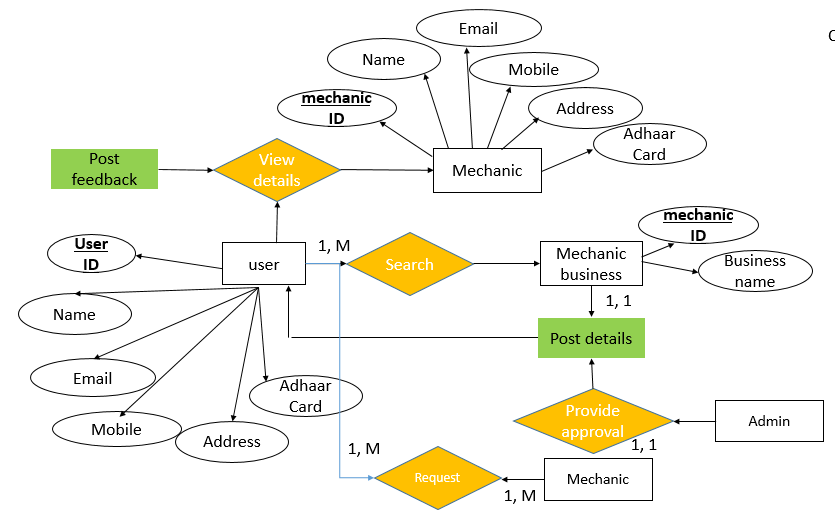 Email
Name
Mobile
mechanic
ID
Address
Adhaar
Card
Post
feedback
View
details
Mechanic
mechanic
ID
User
ID
1, M
user
Search
Mechanic
business
Business
name
1, 1
Name
Post details
Email
Adhaar
Card
Mobile
Address
Provide
approval
Admin
1, 1
1, M
Request
Mechanic
1, M